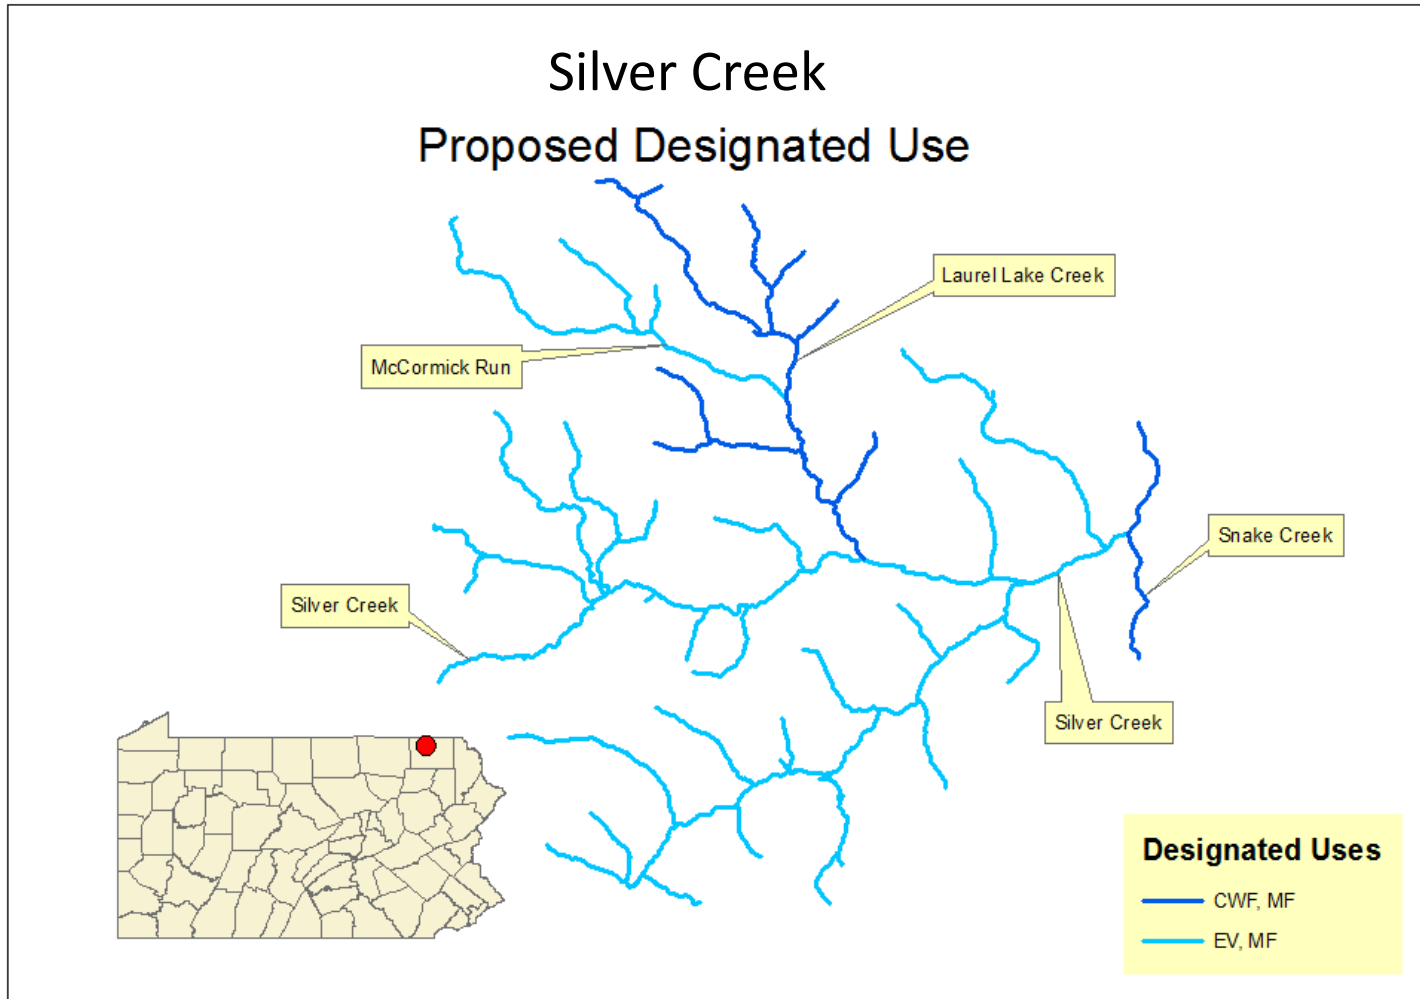 Silver Creek
Proposed Designated Use
Laurel Lake Creek
McCormick Run
Snake Creek
Silver Creek
Silver Creek
Designated Uses
CWF, MF
EV, MF